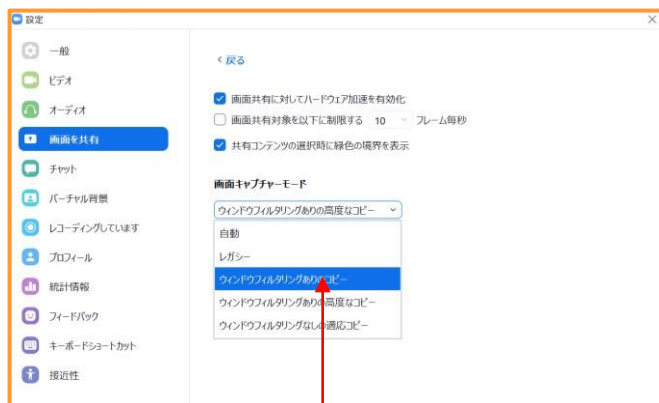 設定
一般
ビデオ
オーディオ
画面を共有
チャット
バーチャル背景
レコーディングしています
プロフィール
統計情報
フィードバック
キーボードショートカット
接近性
< 戻る
画面共有に対してハードウェア加速を有効化
画面共有対象を以下に制限する 10 フレーム毎秒
共有コンテンツの選択時に緑色の境界を表示
画面キャプチャーモード
ウィンドウフィルタリングありの高度なコピー
自動
レガシー
ウィンドウフィルタリングありのコピー
ウィンドウフィルタリングありの高度なコピー
ウィンドウフィルタリングなしの適応コピー